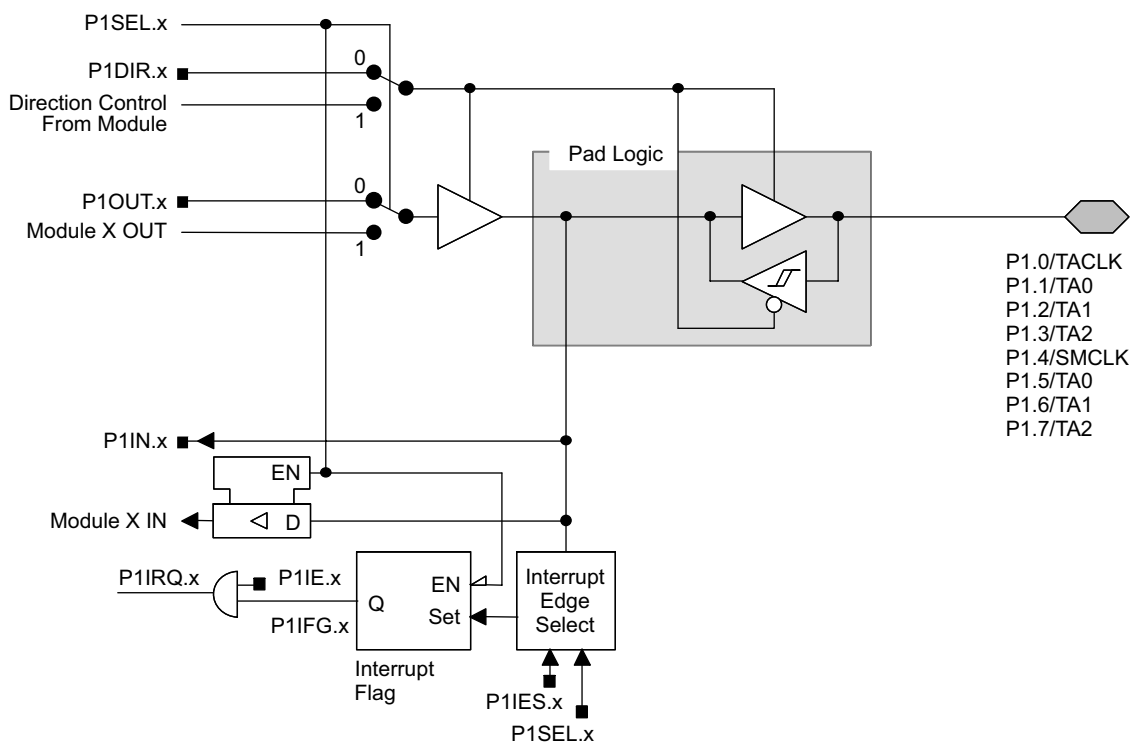 P1SEL.x
0
P1DIR.x
Direction Control
From Module
1
Pad Logic
P1OUT.x
0
Module X OUT
1
P1.0/TACLK
P1.1/TA0
P1.2/TA1
P1.3/TA2
P1.4/SMCLK
P1.5/TA0
P1.6/TA1
P1.7/TA2
P1IN.x
EN
Module X IN
D
P1IRQ.x
P1IE.x
P1IFG.x
Q
EN
Set
Interrupt
Edge
Select
Interrupt
Flag
P1IES.x
P1SEL.x